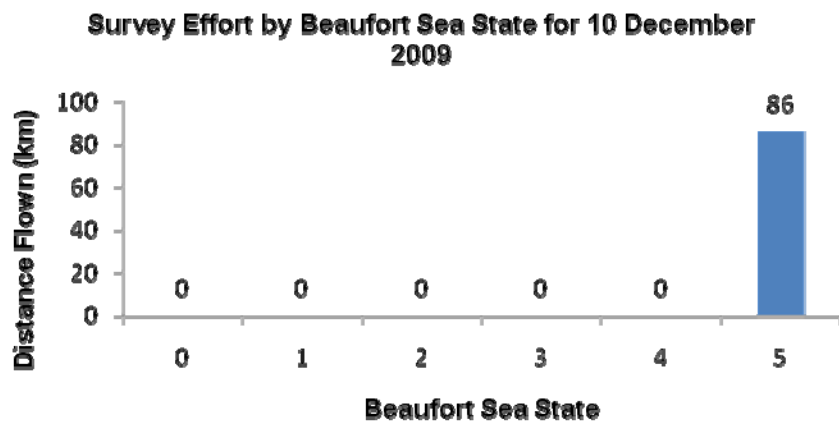 Survey Effort by Beaufort Sea State for 10 December
2009
Distance Flown (km)
100
80
60
40
20
0
86
0 0 0 0 0
0 1 2 3 4 5
Beaufort Sea State